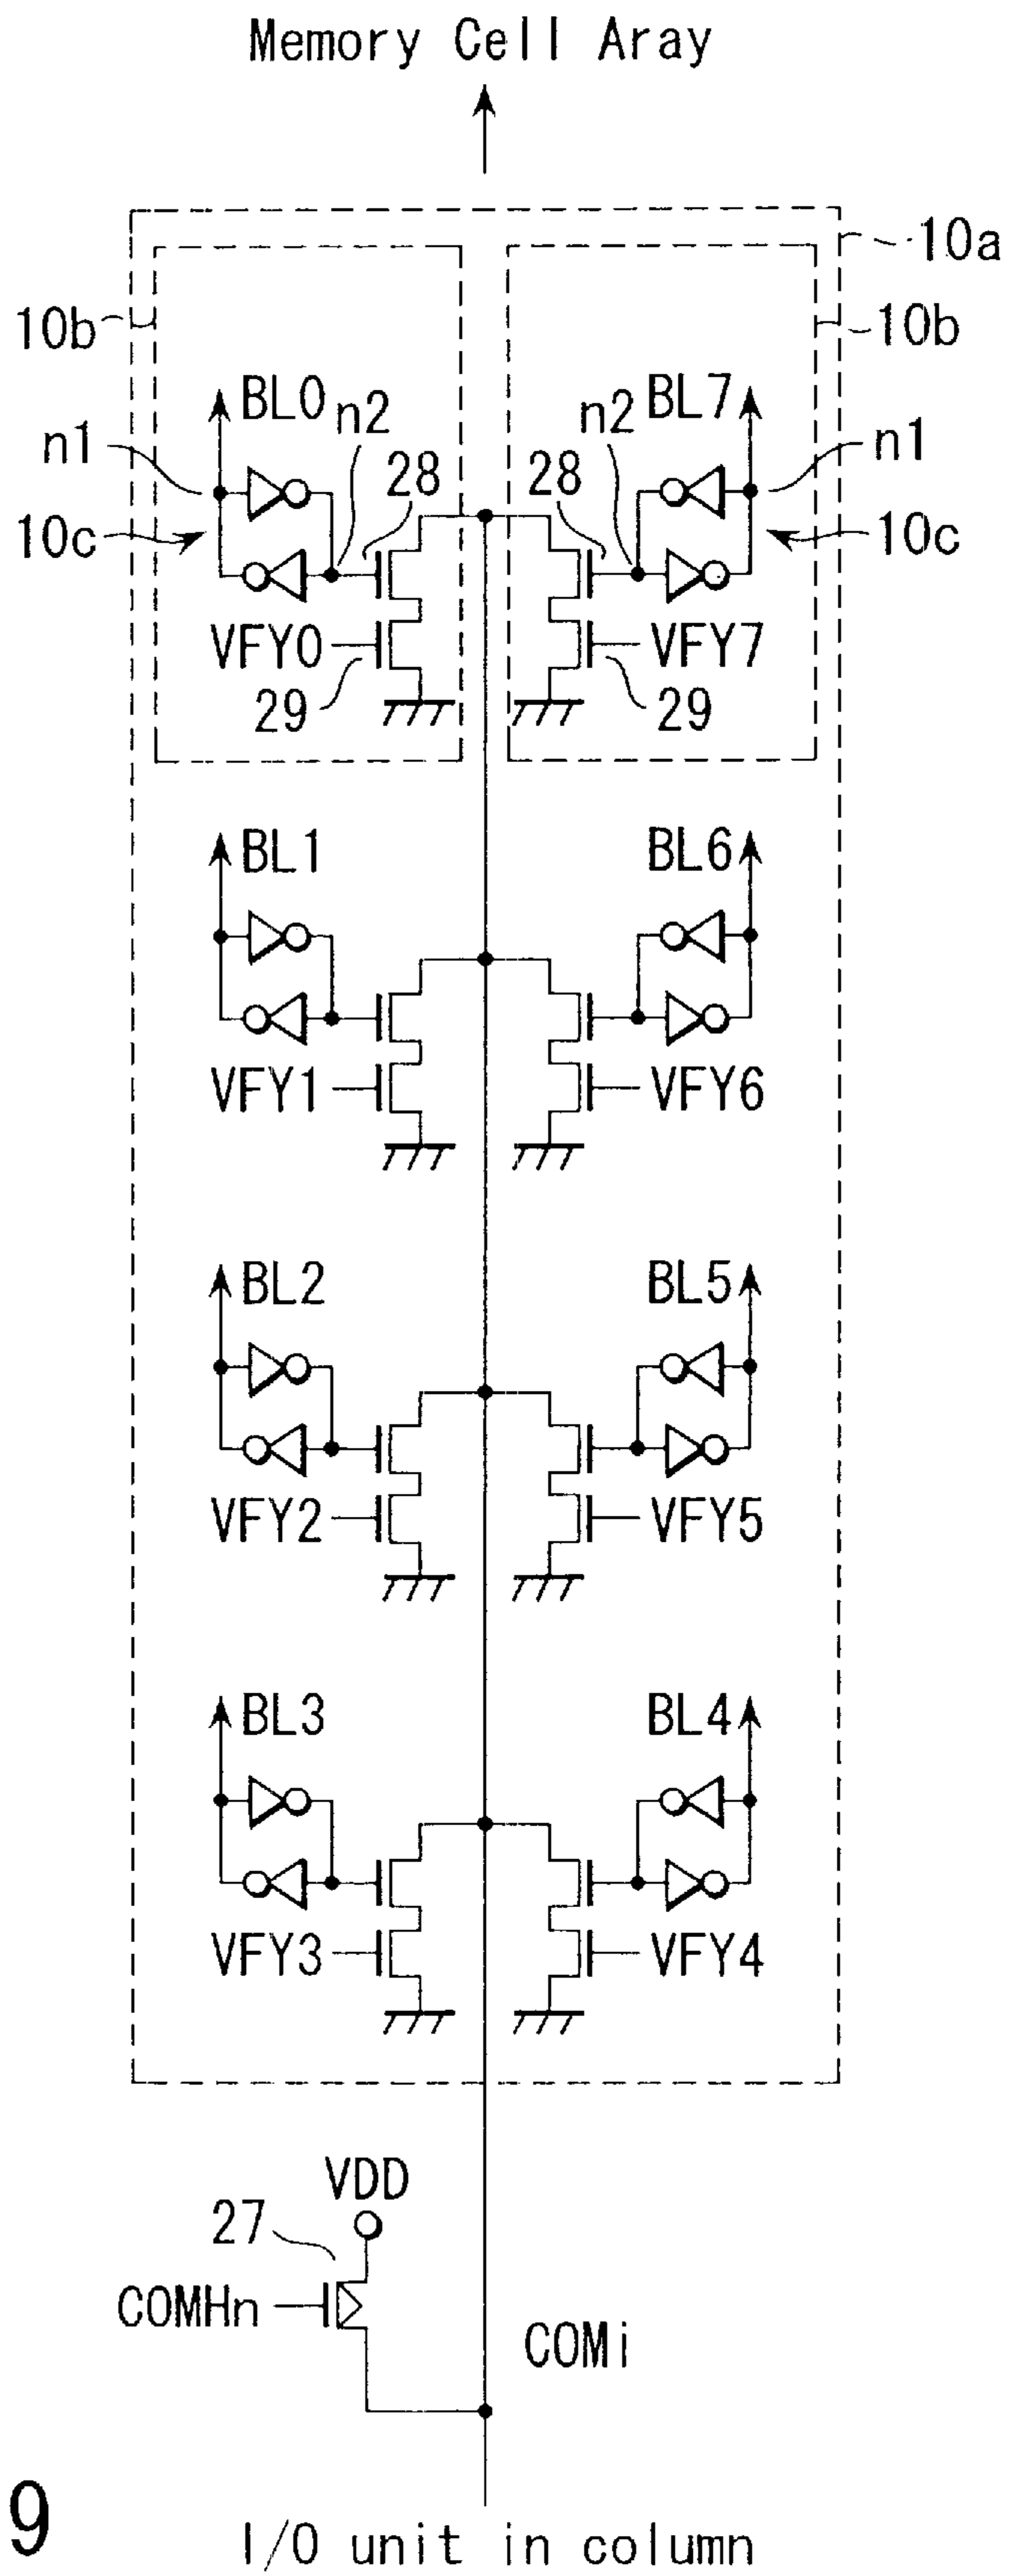 Memory Cell Aray
10a
10b
10b
BL0
n2
n2
BL7
n1
28
28
n1
10c
10c
VFY0
VFY7
29
29
BL1
BL6
VFY1
VFY6
BL2
BL5
VFY2
VFY5
BL3
BL4
VFY3
VFY4
VDD
27
COMHn
COMi
9
I/O unit in column